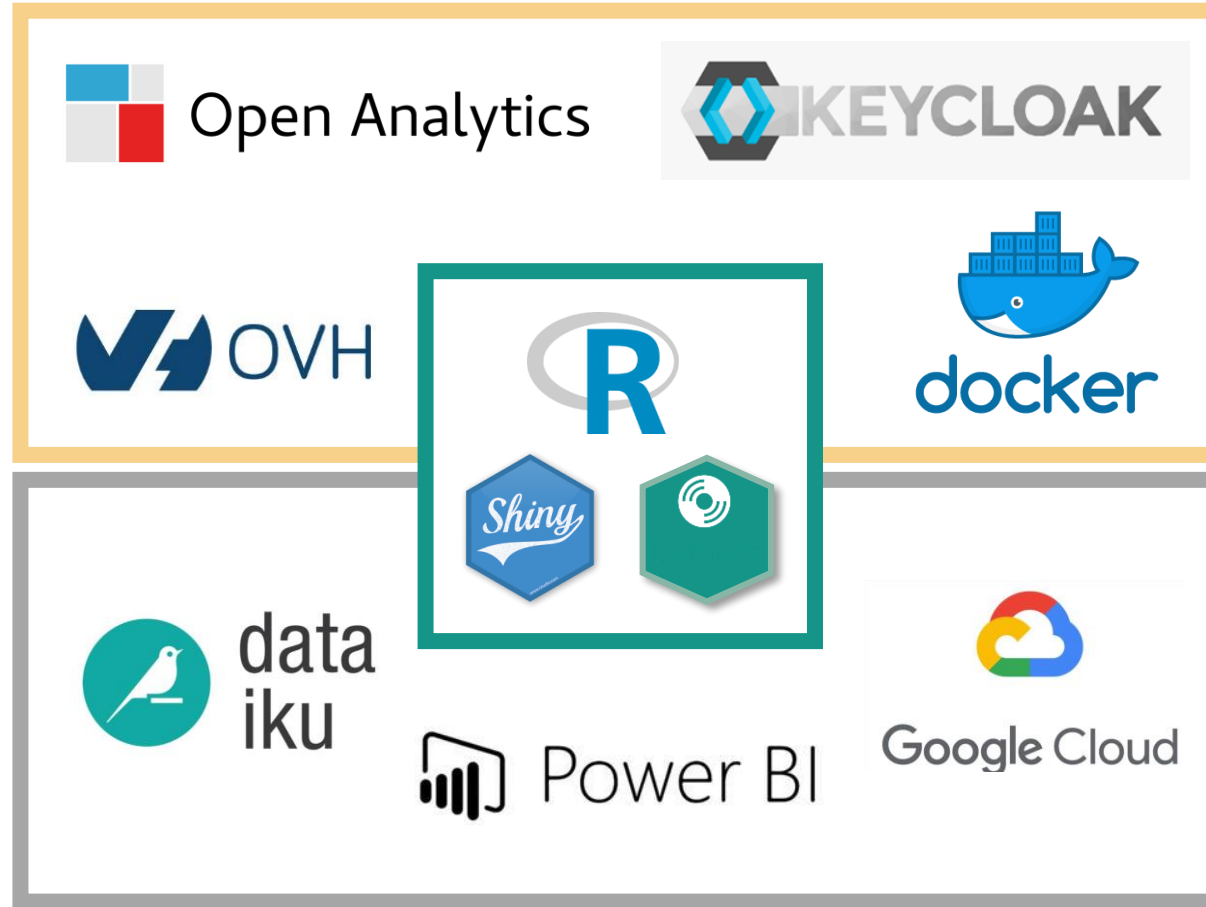 Open Analytics
KEYCLOAK
OVH
docker
R
Shiny
data
iku
Power BI
Google Cloud